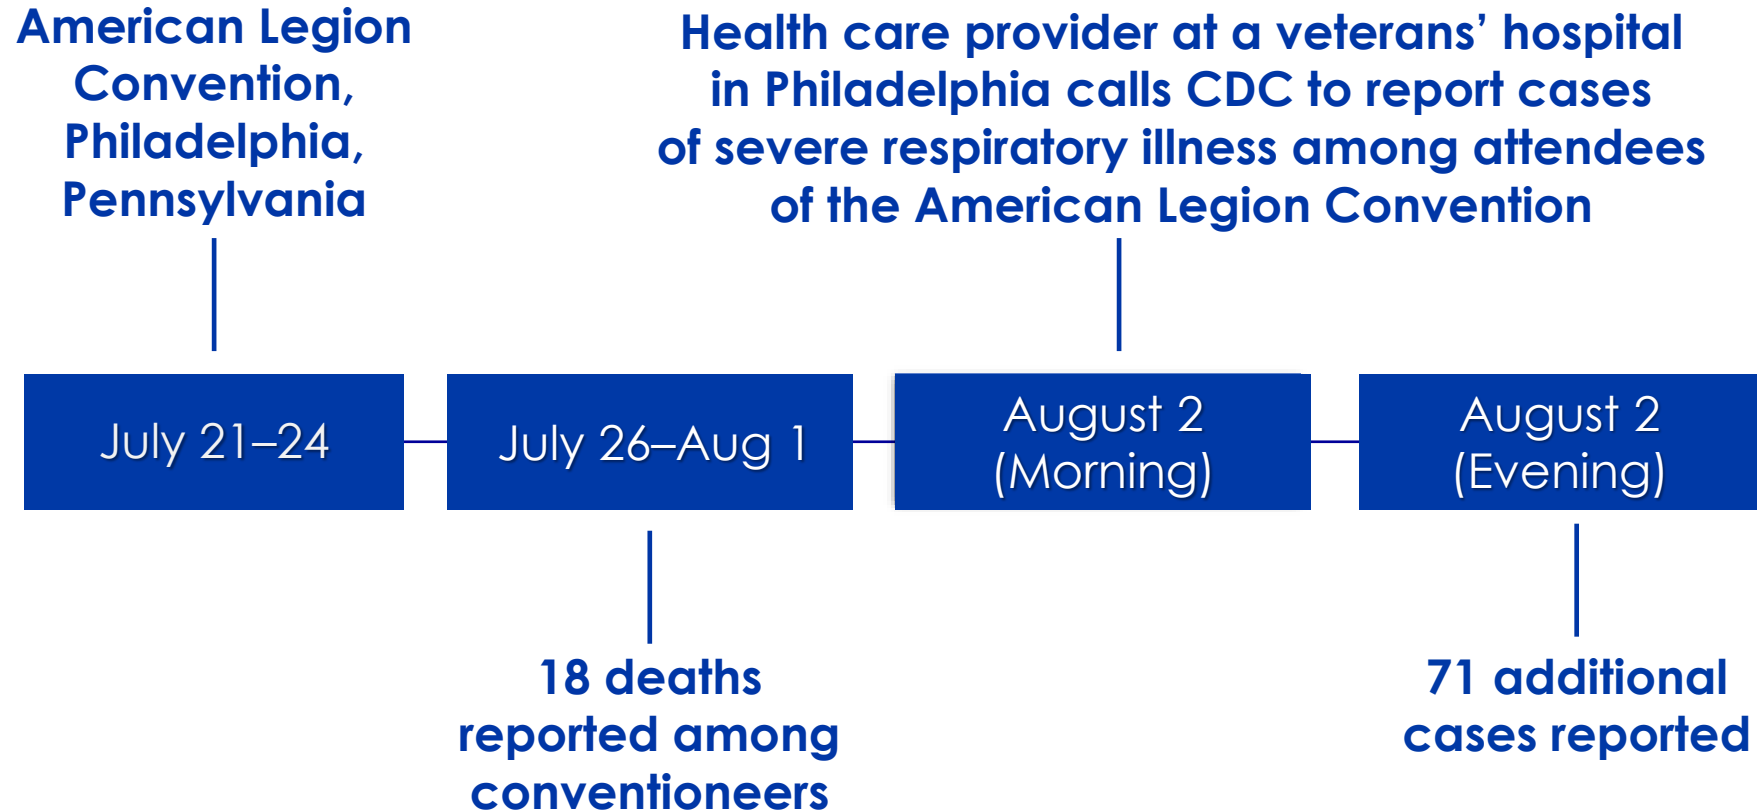 American Legion
Convention,
Philadelphia,
Pennsylvania
Health care provider at a veterans’ hospital
in Philadelphia calls CDC to report cases
of severe respiratory illness among attendees
of the American Legion Convention
July 21–24
July 26–Aug 1
August 2
(Morning)
August 2
(Evening)
18 deaths
reported among
conventioneers
71 additional
cases reported